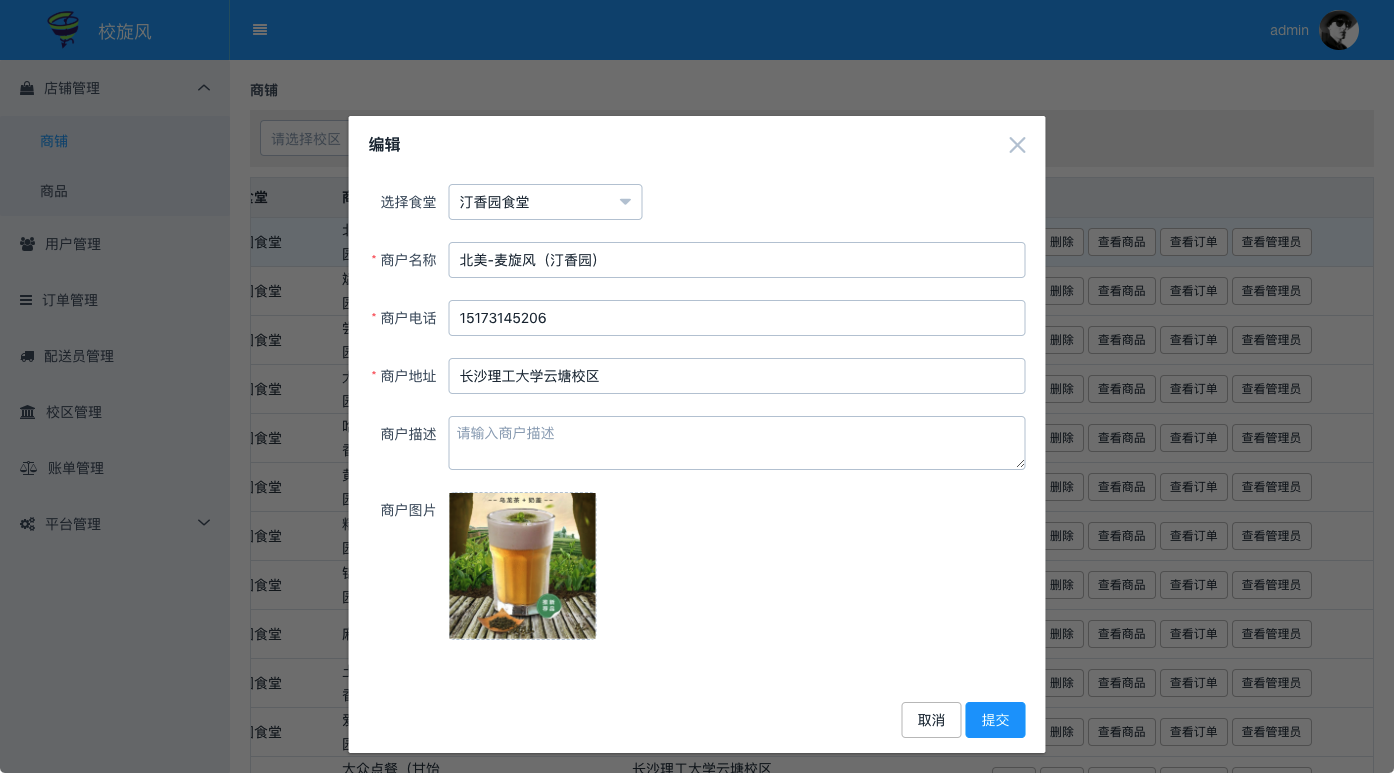 校旋风
admin
店铺管理
商铺
商品
用户管理
订单管理
配送员管理
校区管理
账单管理
平台管理
商铺
请选择校区
编辑
选择食堂
汀香园食堂
* 商户名称
北美-麦旋风（汀香园）
* 商户电话
15173145206
* 商户地址
长沙理工大学云塘校区
商户描述
请输入商户描述
商户图片
乌龙茶 + 奶盖
取消
提交
食堂
食堂 删除 查看商品 查看订单 查看管理员
食堂 删除 查看商品 查看订单 查看管理员
食堂 删除 查看商品 查看订单 查看管理员
食堂 删除 查看商品 查看订单 查看管理员
食堂 删除 查看商品 查看订单 查看管理员
食堂 删除 查看商品 查看订单 查看管理员
食堂 删除 查看商品 查看订单 查看管理员
食堂 删除 查看商品 查看订单 查看管理员
食堂 删除 查看商品 查看订单 查看管理员
食堂 删除 查看商品 查看订单 查看管理员
食堂 删除 查看商品 查看订单 查看管理员
大众点餐（甘饴
长沙理工大学云塘校区